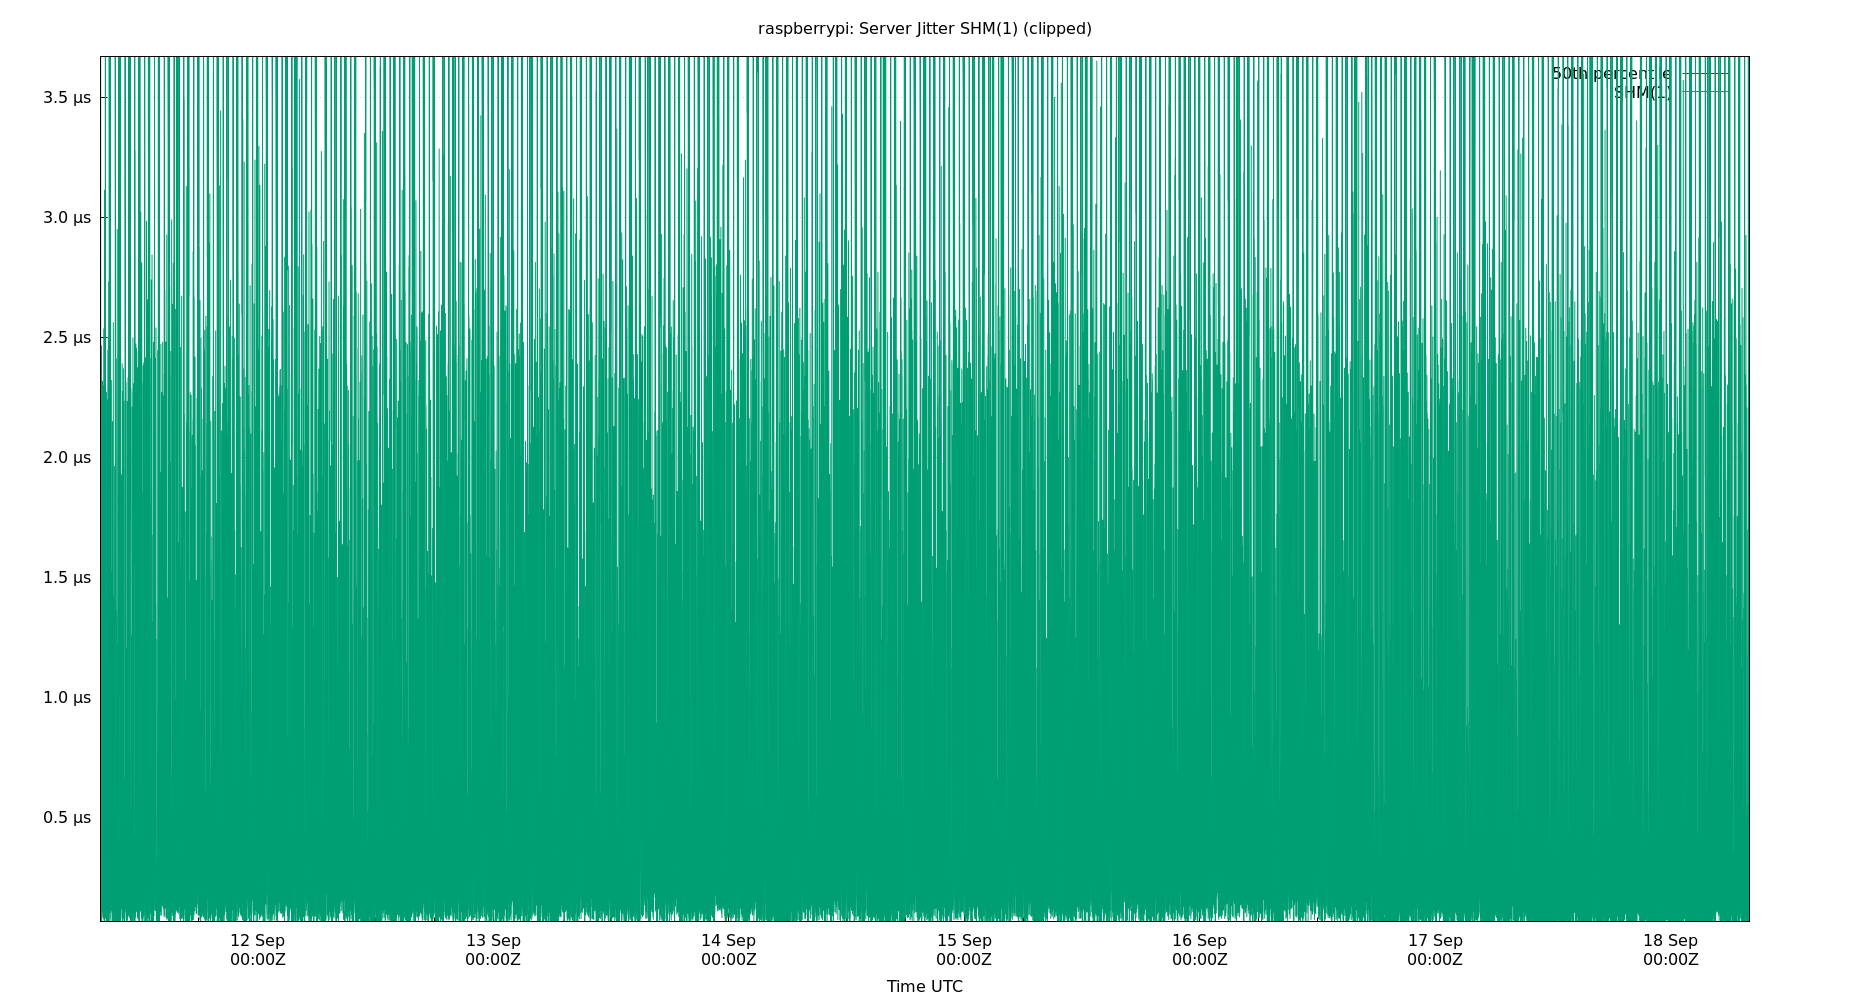 raspberrypi: Server Jitter SHM(1) (clipped)
50th percentile
SHM(1)
3.5 µs
3.0 µs
2.5 µs
2.0 µs
1.5 µs
1.0 µs
0.5 µs
12 Sep 13 Sep 14 Sep 15 Sep 16 Sep 17 Sep 18 Sep
00:00Z 00:00Z 00:00Z 00:00Z 00:00Z 00:00Z 00:00Z
Time UTC